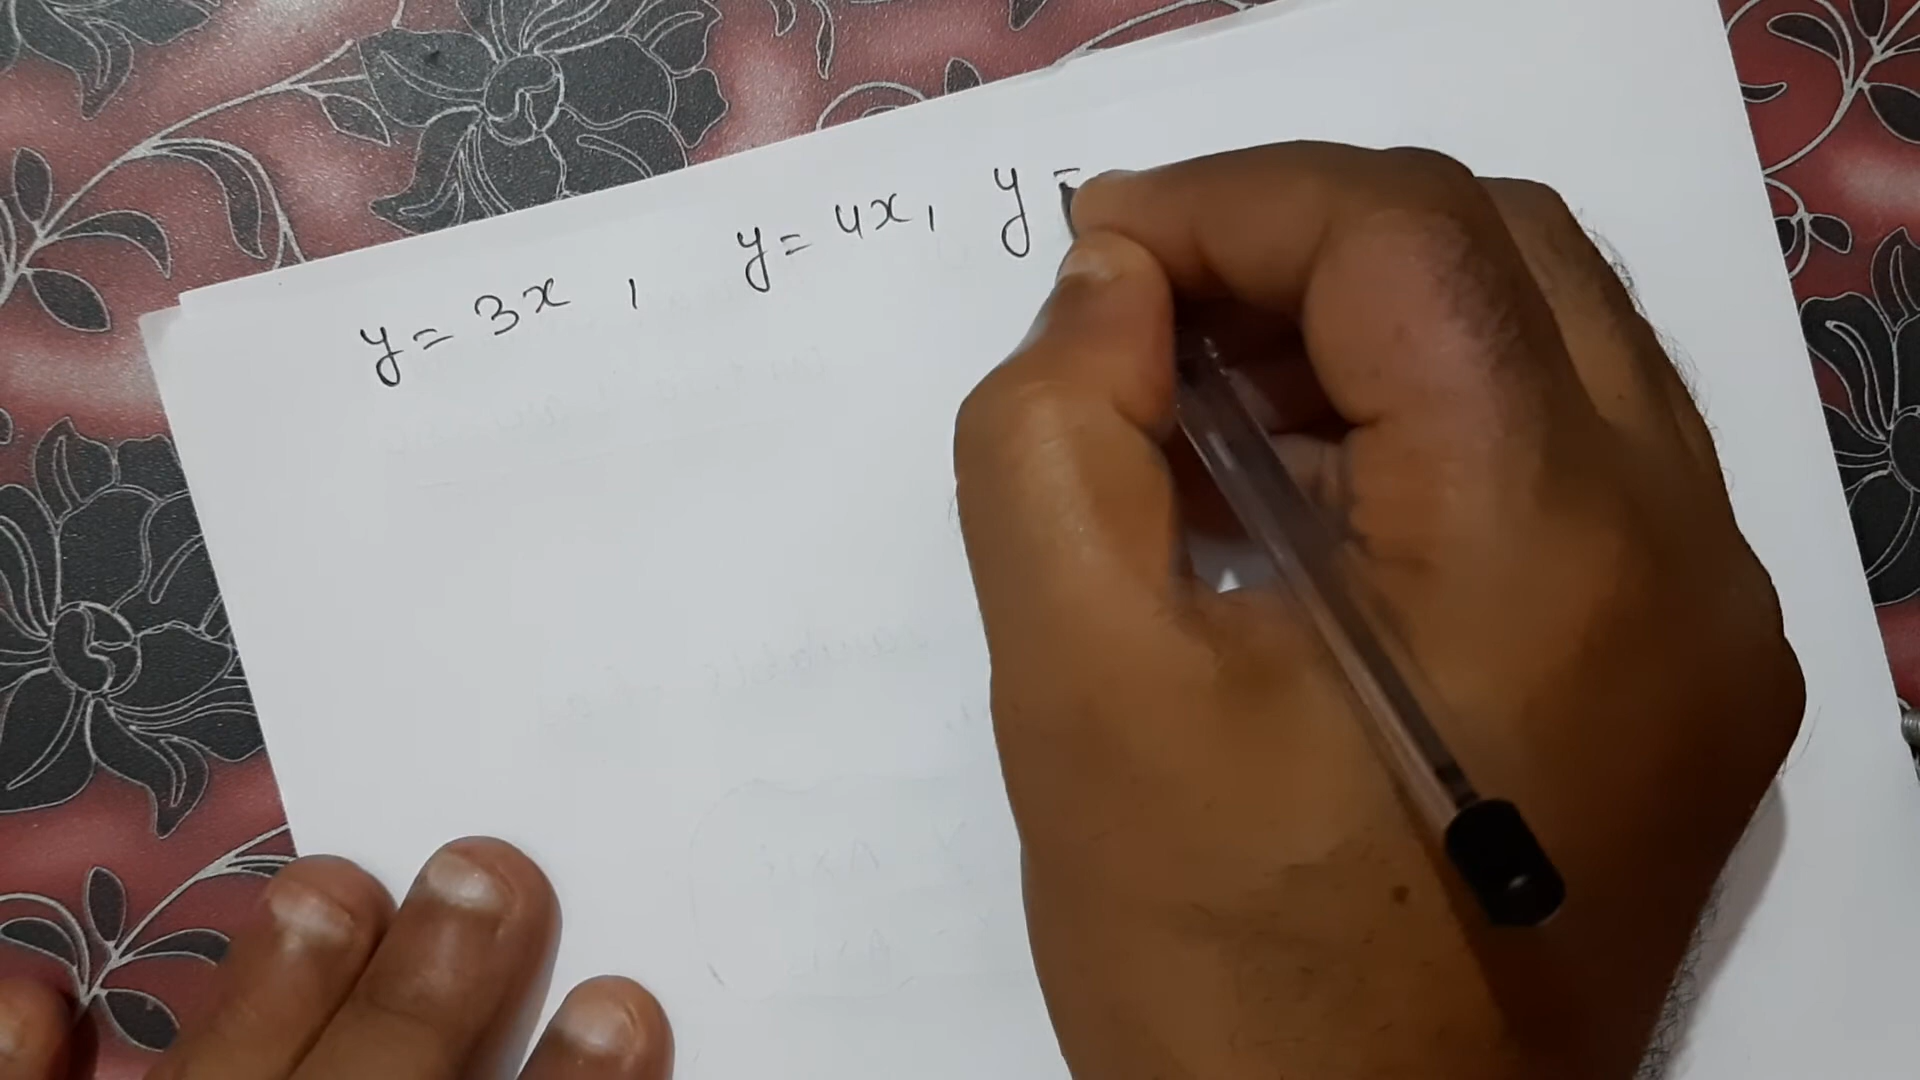 y = 3x , y = 4x, y =